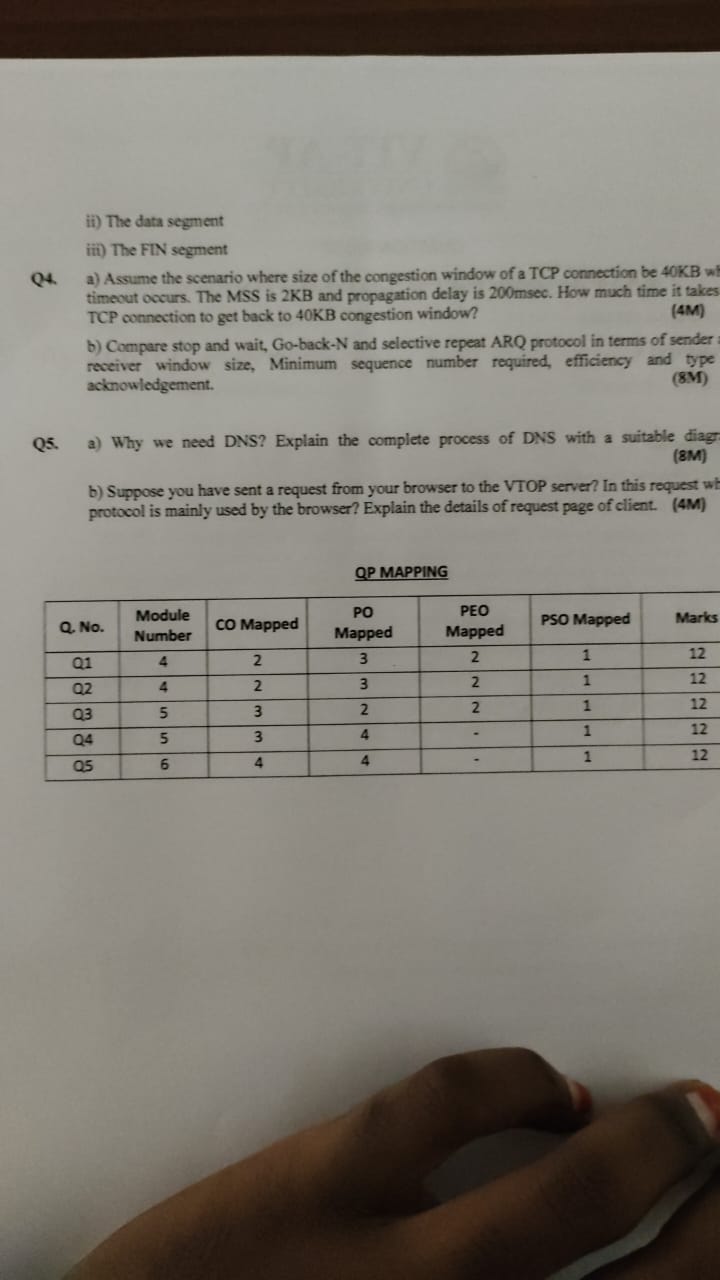 ii) The data segment
iii) The FIN segment
Q4. a) Assume the scenario where size of the congestion window of a TCP connection be 40KB
timeout occurs. The MSS is 2KB and propagation delay is 200msec. How much time it takes
TCP connection to get back to 40KB congestion window? (4M)
b) Compare stop and wait, Go-back-N and selective repeat ARQ protocol in terms of sender
receiver window size, Minimum sequence number required, efficiency and type
acknowledgement. (8M)
Q5. a) Why we need DNS? Explain the complete process of DNS with a suitable
(8M)
b) Suppose you have sent a request from your browser to the VTOP server? In this request
protocol is mainly used by the browser? Explain the details of request page of client. (4M)
QP MAPPING
Q. No. Module Number CO Mapped PO Mapped PEO Mapped PSO Mapped Marks
Q1 4 2 3 2 1 12
Q2 4 2 3 2 1 12
Q3 5 3 2 2 1 12
Q4 5 3 4 - 1 12
Q5 6 4 4 - 1 12